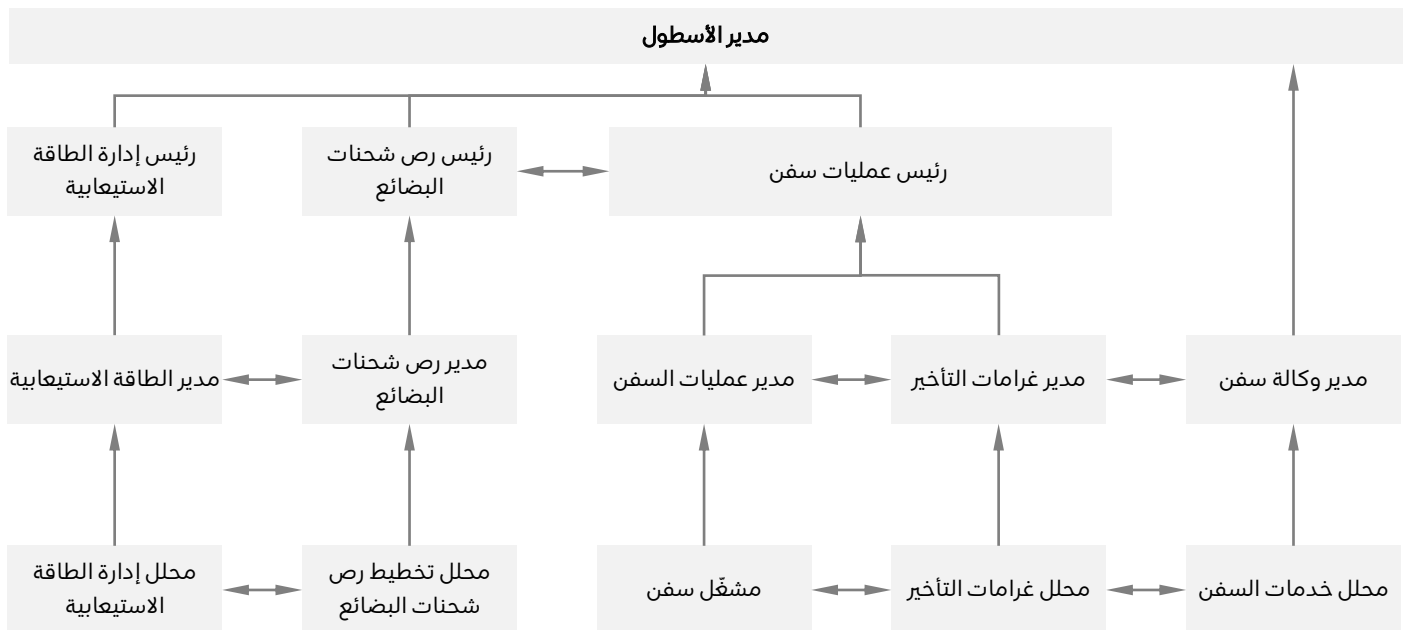 مدير الأسطول
رئيس عمليات سفن
رئيس رص شحنات
البضائع
رئيس إدارة الطاقة
الاستيعابية
مدير وكالة سفن
مدير غرامات التأخير
مدير عمليات السفن
مدير رص شحنات
البضائع
مدير الطاقة الاستيعابية
محلل خدمات السفن
محلل غرامات التأخير
مشغّل سفن
محلل تخطيط رص
شحنات البضائع
محلل إدارة الطاقة
الاستيعابية